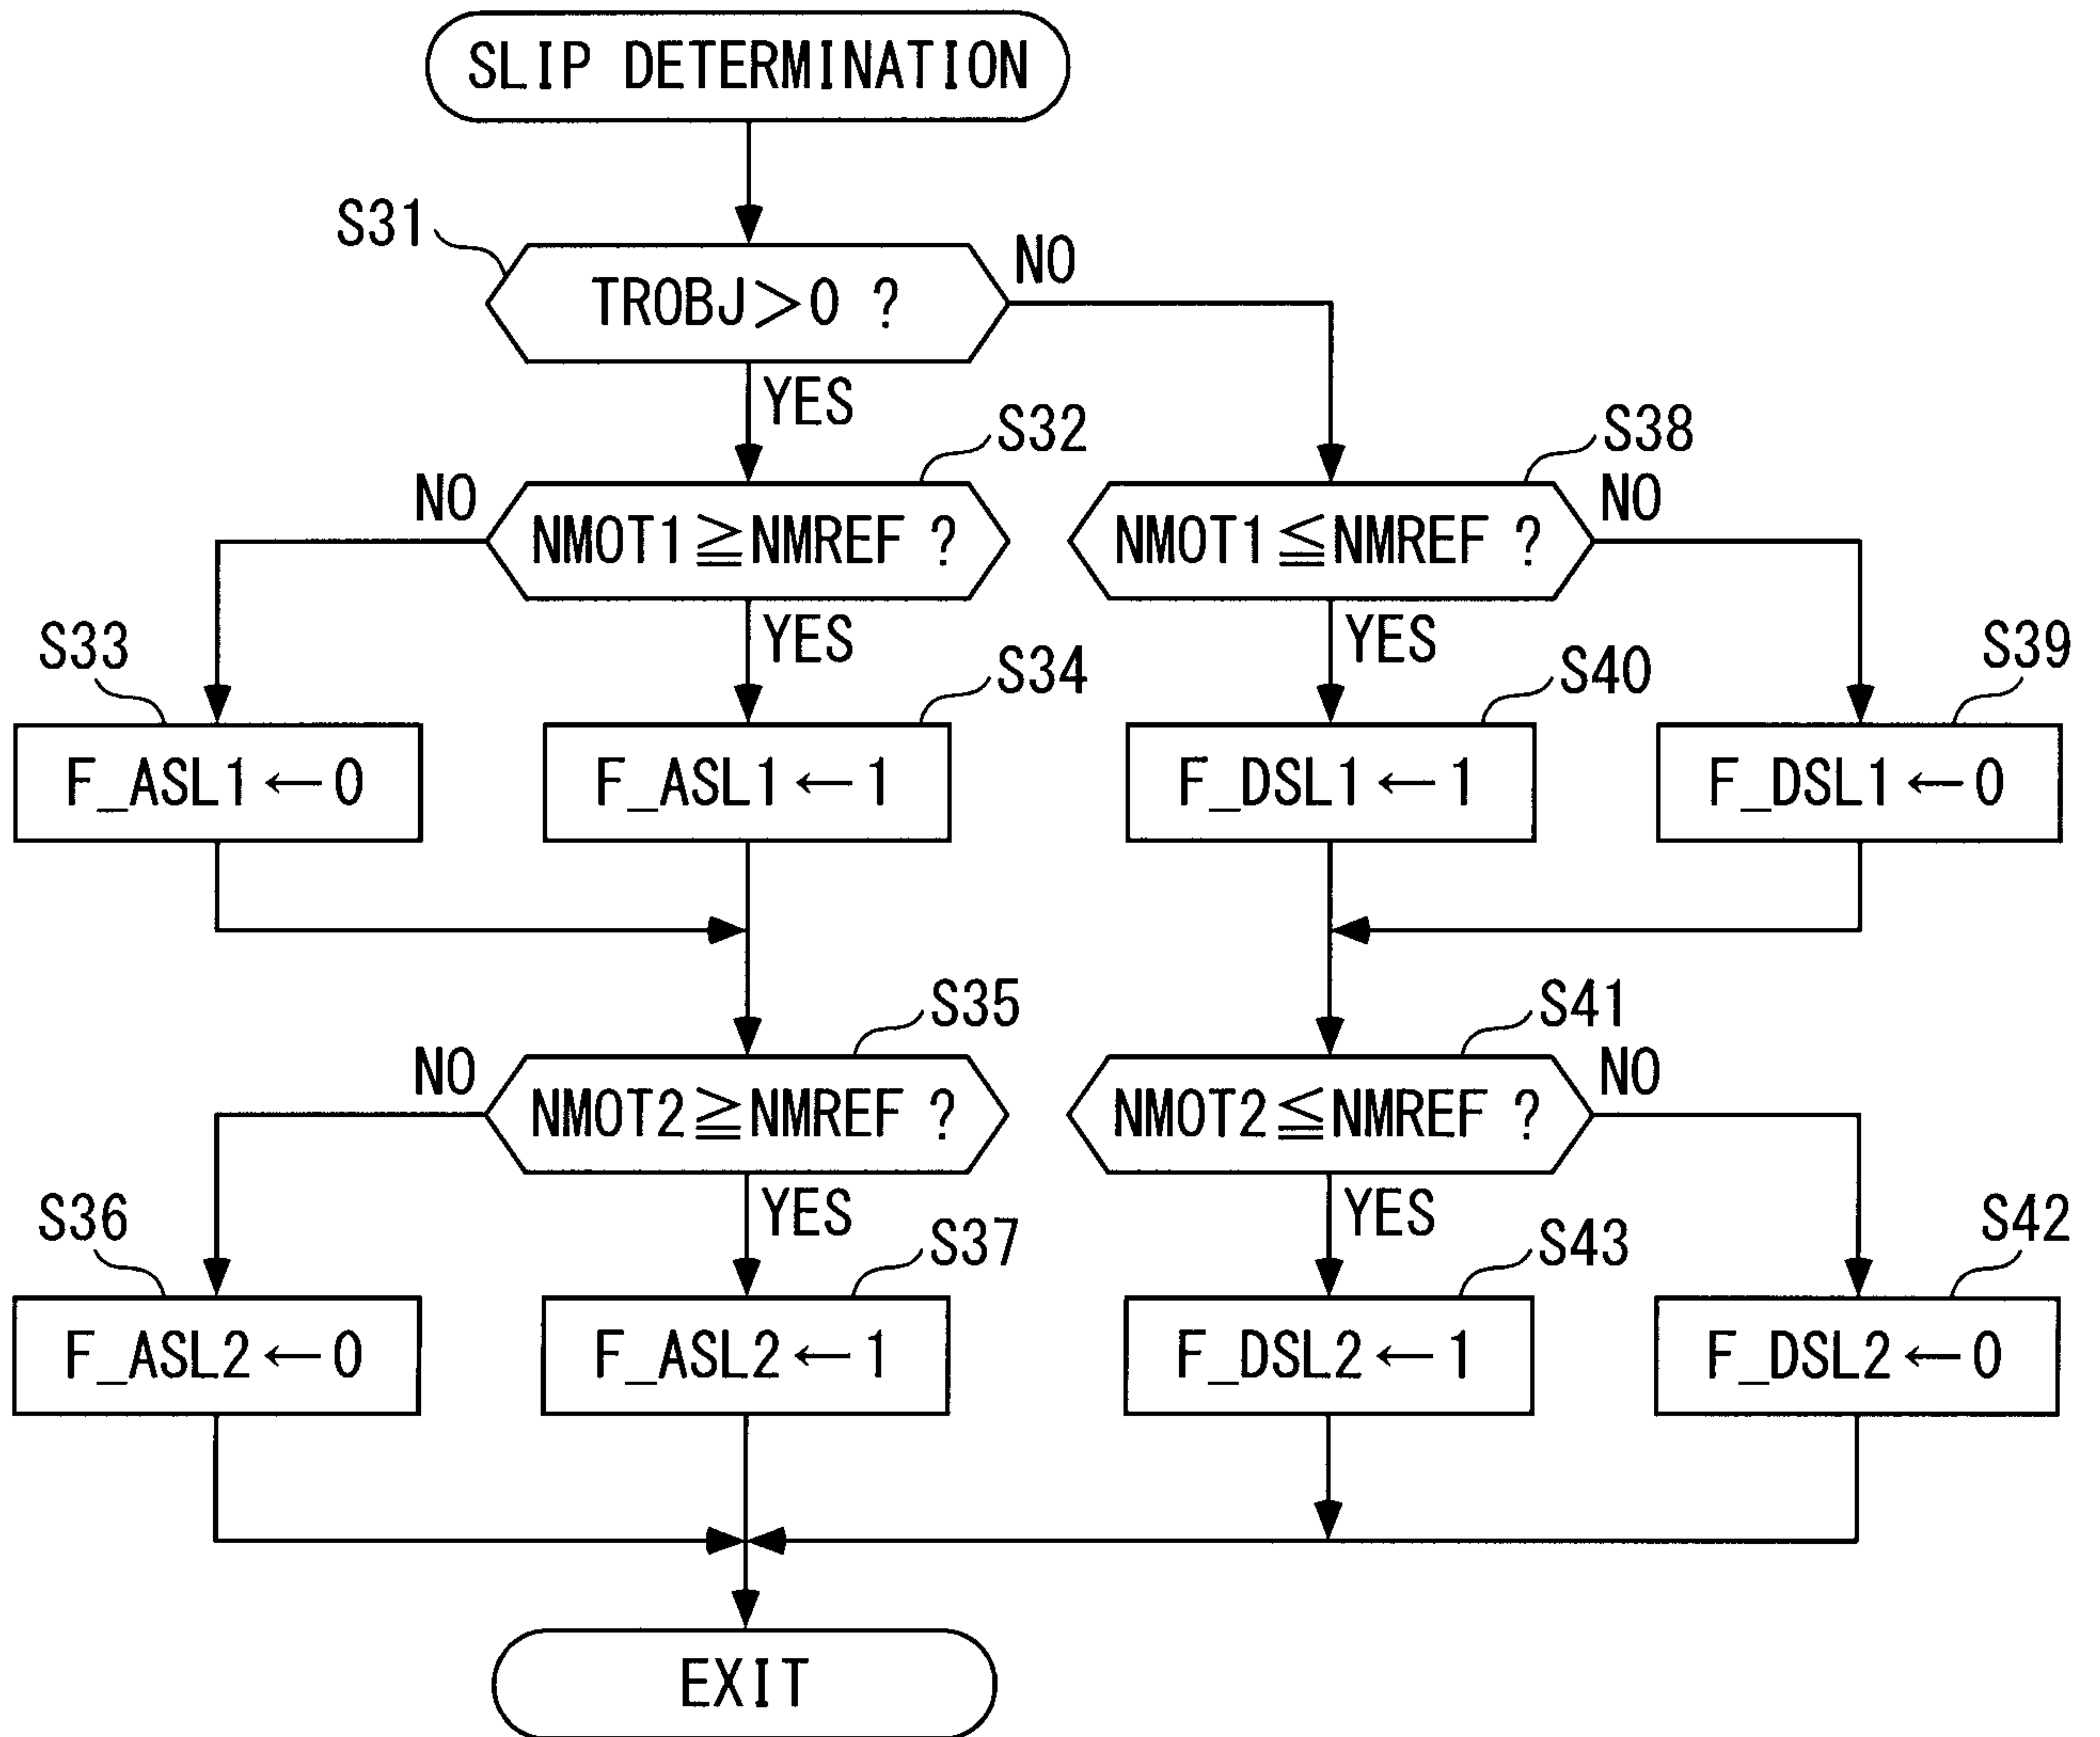 SLIP DETERMINATION
S31
TROBJ>0 ?
NO
YES
S32
S38
NO
NMOT1≧NMREF ?
NMOT1≦NMREF ?
NO
YES
YES
S33
S34
S40
S39
F_ASL1←0
F_ASL1←1
F_DSL1←1
F_DSL1←0
S35
S41
NO
NMOT2≧NMREF ?
NMOT2≦NMREF ?
NO
YES
YES
S36
S37
S43
S42
F_ASL2←0
F_ASL2←1
F_DSL2←1
F_DSL2←0
EXIT